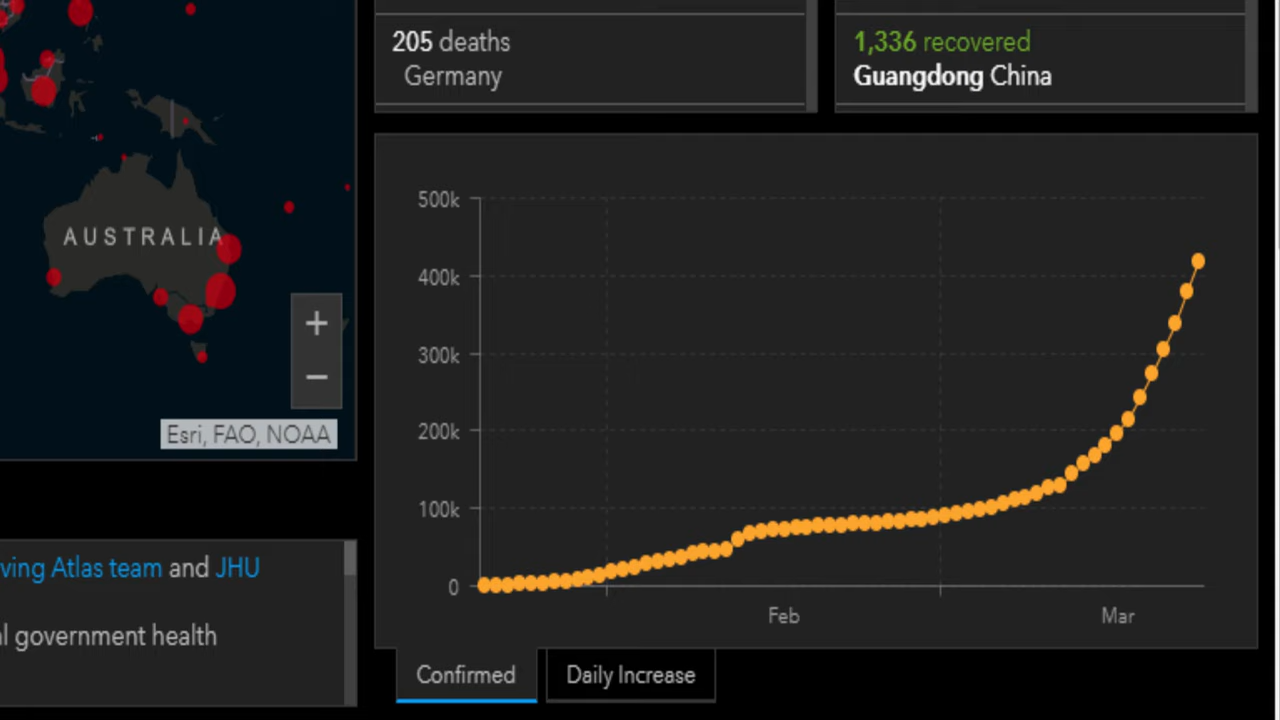 205 deaths
Germany
1,336 recovered
Guangdong China
AUSTRALIA
+
−
Esri, FAO, NOAA
500k
400k
300k
200k
100k
0
Feb
Mar
Confirmed
Daily Increase
ving Atlas team and JHU
l government health